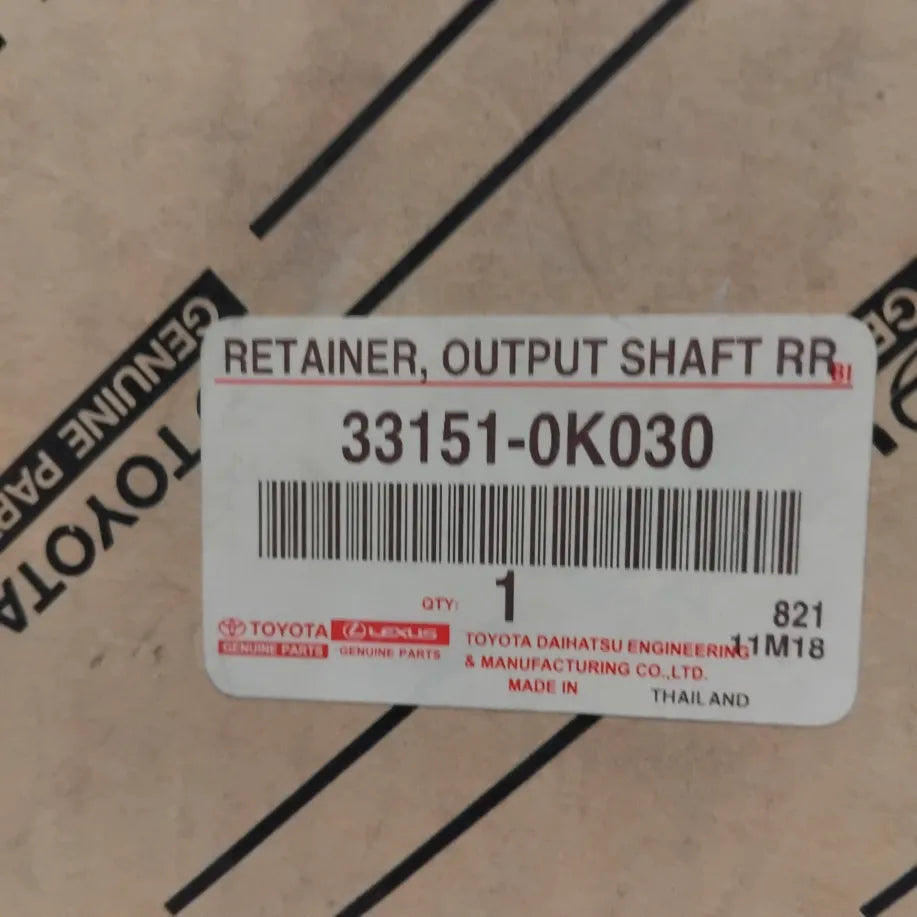 RETAINER, OUTPUT SHAFT RR
BI
33151-0K030
QTY: 1
821
11M18
TOYOTA LEXUS
GENUINE PARTS GENUINE PARTS
TOYOTA DAIHATSU ENGINEERING
& MANUFACTURING CO.,LTD.
MADE IN THAILAND
GENUINE
TOYOTA